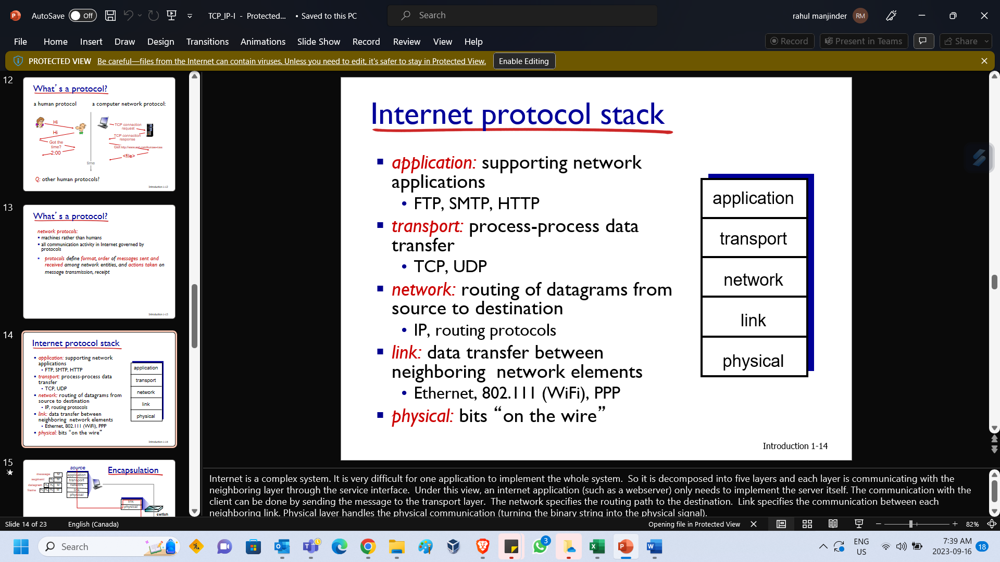 AutoSave Off TCP_IP-I - Protected... • Saved to this PC Search rahul manjinder RM
File Home Insert Draw Design Transitions Animations Slide Show Record Review View Help Record Present in Teams Share
PROTECTED VIEW Be careful—files from the Internet can contain viruses. Unless you need to edit, it's safer to stay in Protected View. Enable Editing
12
What's a protocol?
a human protocol a computer network protocol:
Hi
Hi
Got the
time?
2:00
TCP connection
request
TCP connection
response
Get http://www.awl.com/kurose-ross
<file>
time
Q: other human protocols?
Introduction 1-12
13
What's a protocol?
network protocols:
▪ machines rather than humans
▪ all communication activity in Internet governed by
protocols
▪ protocols define format, order of messages sent and
received among network entities, and actions taken on
message transmission, receipt
Introduction 1-13
14
Internet protocol stack
▪ application: supporting network
applications
• FTP, SMTP, HTTP
▪ transport: process-process data
transfer
• TCP, UDP
▪ network: routing of datagrams from
source to destination
• IP, routing protocols
▪ link: data transfer between
neighboring network elements
• Ethernet, 802.111 (WiFi), PPP
▪ physical: bits “on the wire”
application
transport
network
link
physical
Introduction 1-14
15
source
Encapsulation
message M
segment Ht M
datagram Hn Ht M
frame Hl Hn Ht M
application
transport
network
link
physical
link
physical
switch
Internet protocol stack
▪ application: supporting network
applications
• FTP, SMTP, HTTP
▪ transport: process-process data
transfer
• TCP, UDP
▪ network: routing of datagrams from
source to destination
• IP, routing protocols
▪ link: data transfer between
neighboring network elements
• Ethernet, 802.111 (WiFi), PPP
▪ physical: bits “on the wire”
application
transport
network
link
physical
Introduction 1-14
Internet is a complex system. It is very difficult for one application to implement the whole system. So it is decomposed into five layers and each layer is communicating with the
neighboring layer through the service interface. Under this view, an internet application (such as a webserver) only needs to implement the server itself. The communication with the
client can be done by sending the message to the transport layer. The network specifies the routing path to the destination. Link specifies the communication between each
neighboring link. Physical layer handles the physical communication (turning the binary string into the physical signal).
Slide 14 of 23 English (Canada) Opening file in Protected View 82%
Search 3 ENG
US
7:39 AM
2023-09-16 18